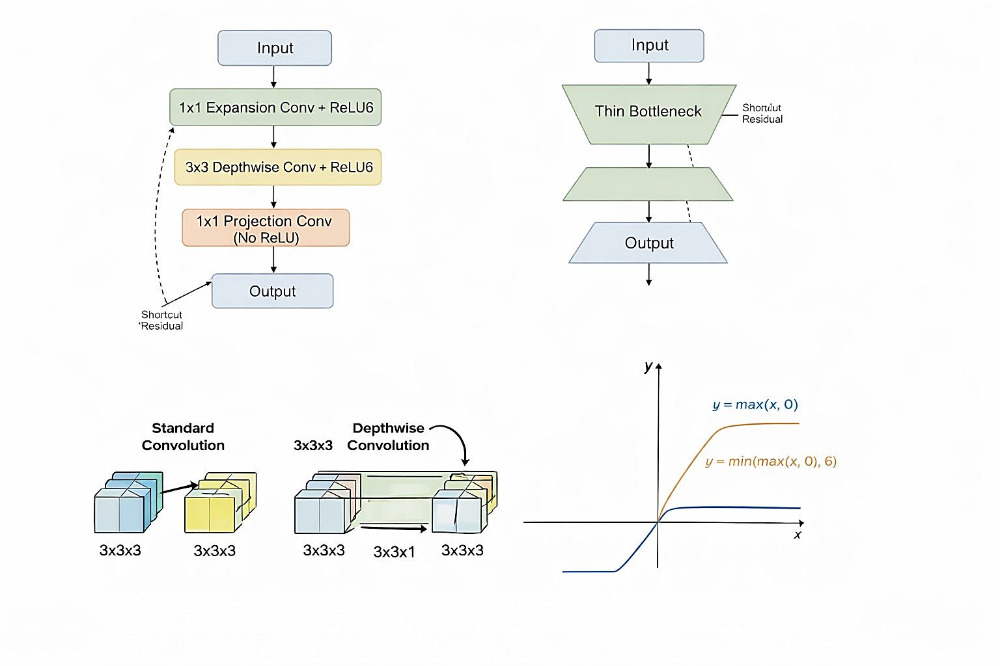 Input
1x1 Expansion Conv + ReLU6
3x3 Depthwise Conv + ReLU6
1x1 Projection Conv
(No ReLU)
Output
Shortcut
'Residual
Input
Thin Bottleneck
Residual
Output
Standard
Convolution
3x3x3
3x3x3
Depthwise
3x3x3 Convolution
3x3x3
3x3x1
3x3x3
y
y = max(x, 0)
y = min(max(x, 0), 6)
x